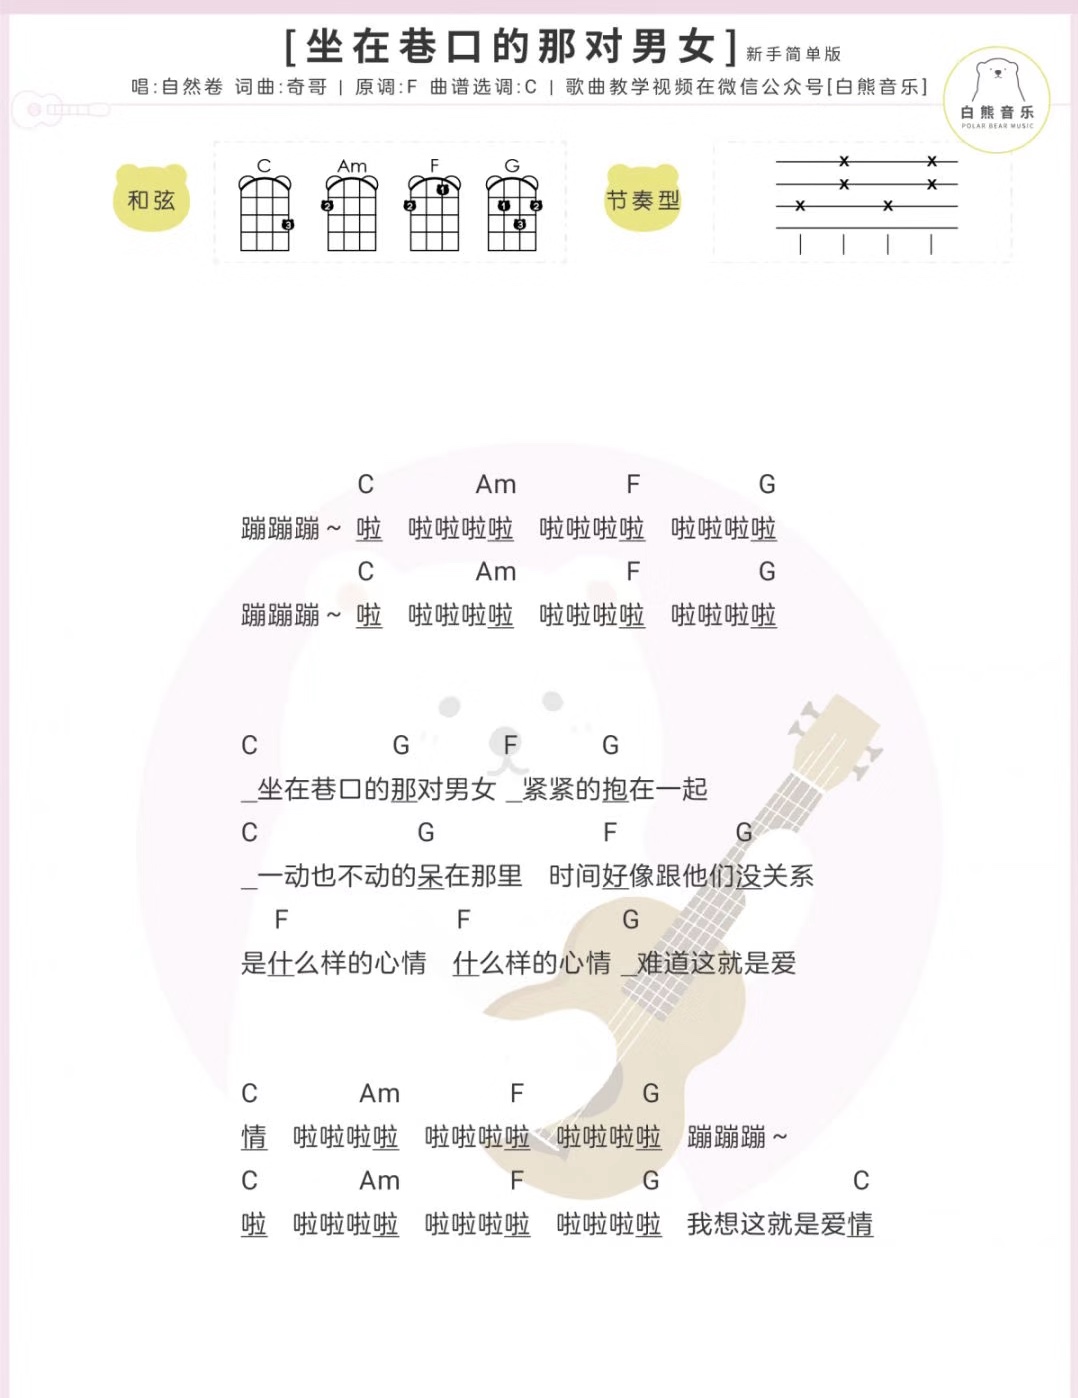 [坐在巷口的那对男女] 新手简单版
唱:自然卷 词曲:奇哥 | 原调:F 曲谱选调:C | 歌曲教学视频在微信公众号[白熊音乐]
白熊音乐
POLAR BEAR MUSIC
和弦
C Am F G
3 2 2 1 1 2 3
节奏型
x x
x x
x x
C Am F G
蹦蹦蹦~ 啦 啦啦啦啦 啦啦啦啦 啦啦啦啦
C Am F G
蹦蹦蹦~ 啦 啦啦啦啦 啦啦啦啦 啦啦啦啦
C G F G
_坐在巷口的那对男女 _紧紧的抱在一起
C G F G
_一动也不动的呆在那里 时间好像跟他们没关系
F F G
是什么样的心情 什么样的心情 _难道这就是爱
C Am F G
情 啦啦啦啦 啦啦啦啦 啦啦啦啦 蹦蹦蹦~
C Am F G C
啦 啦啦啦啦 啦啦啦啦 啦啦啦啦 我想这就是爱情